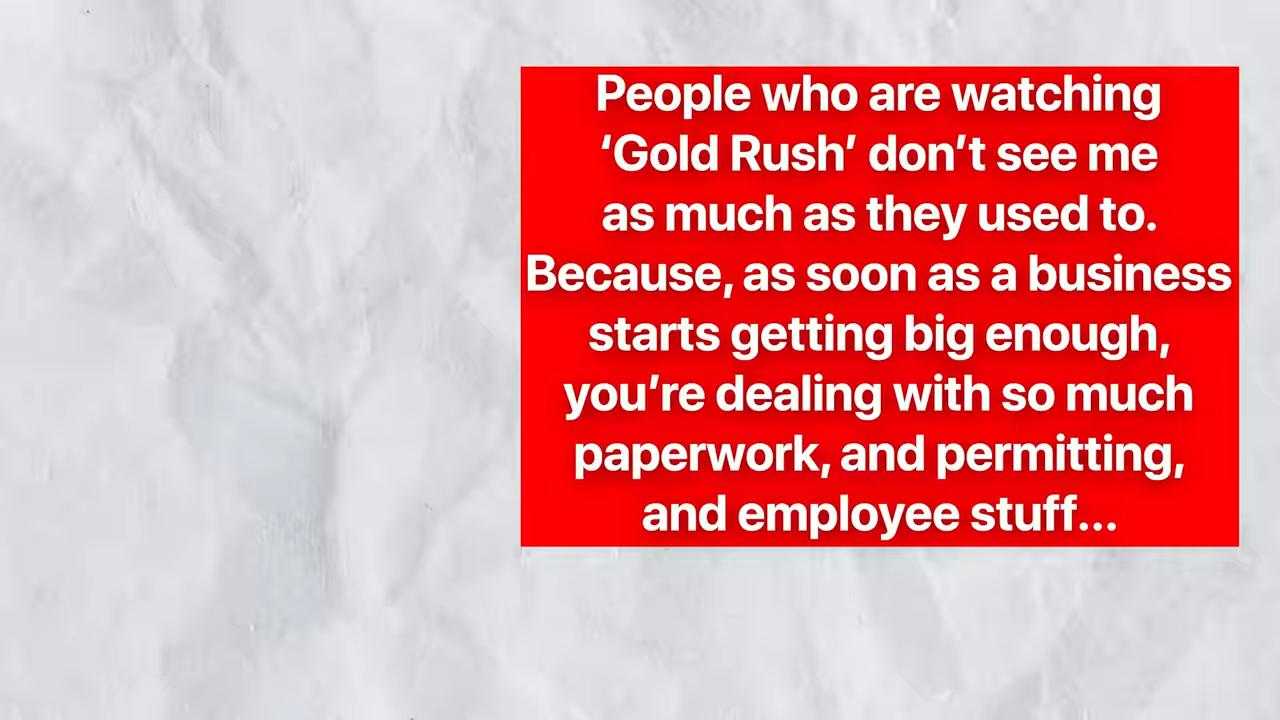 People who are watching
‘Gold Rush’ don’t see me
as much as they used to.
Because, as soon as a business
starts getting big enough,
you’re dealing with so much
paperwork, and permitting,
and employee stuff...